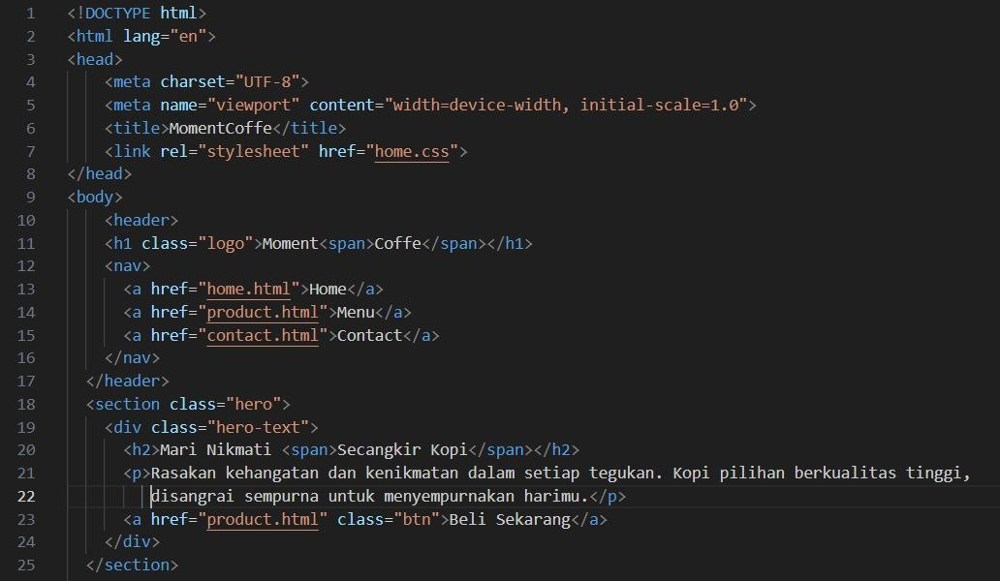 1 <!DOCTYPE html>
2 <html lang="en">
3 <head>
4     <meta charset="UTF-8">
5     <meta name="viewport" content="width=device-width, initial-scale=1.0">
6     <title>MomentCoffe</title>
7     <link rel="stylesheet" href="home.css">
8 </head>
9 <body>
10     <header>
11     <h1 class="logo">Moment<span>Coffe</span></h1>
12     <nav>
13       <a href="home.html">Home</a>
14       <a href="product.html">Menu</a>
15       <a href="contact.html">Contact</a>
16     </nav>
17   </header>
18   <section class="hero">
19     <div class="hero-text">
20       <h2>Mari Nikmati <span>Secangkir Kopi</span></h2>
21       <p>Rasakan kehangatan dan kenikmatan dalam setiap tegukan. Kopi pilihan berkualitas tinggi,
22          disangrai sempurna untuk menyempurnakan harimu.</p>
23       <a href="product.html" class="btn">Beli Sekarang</a>
24     </div>
25   </section>